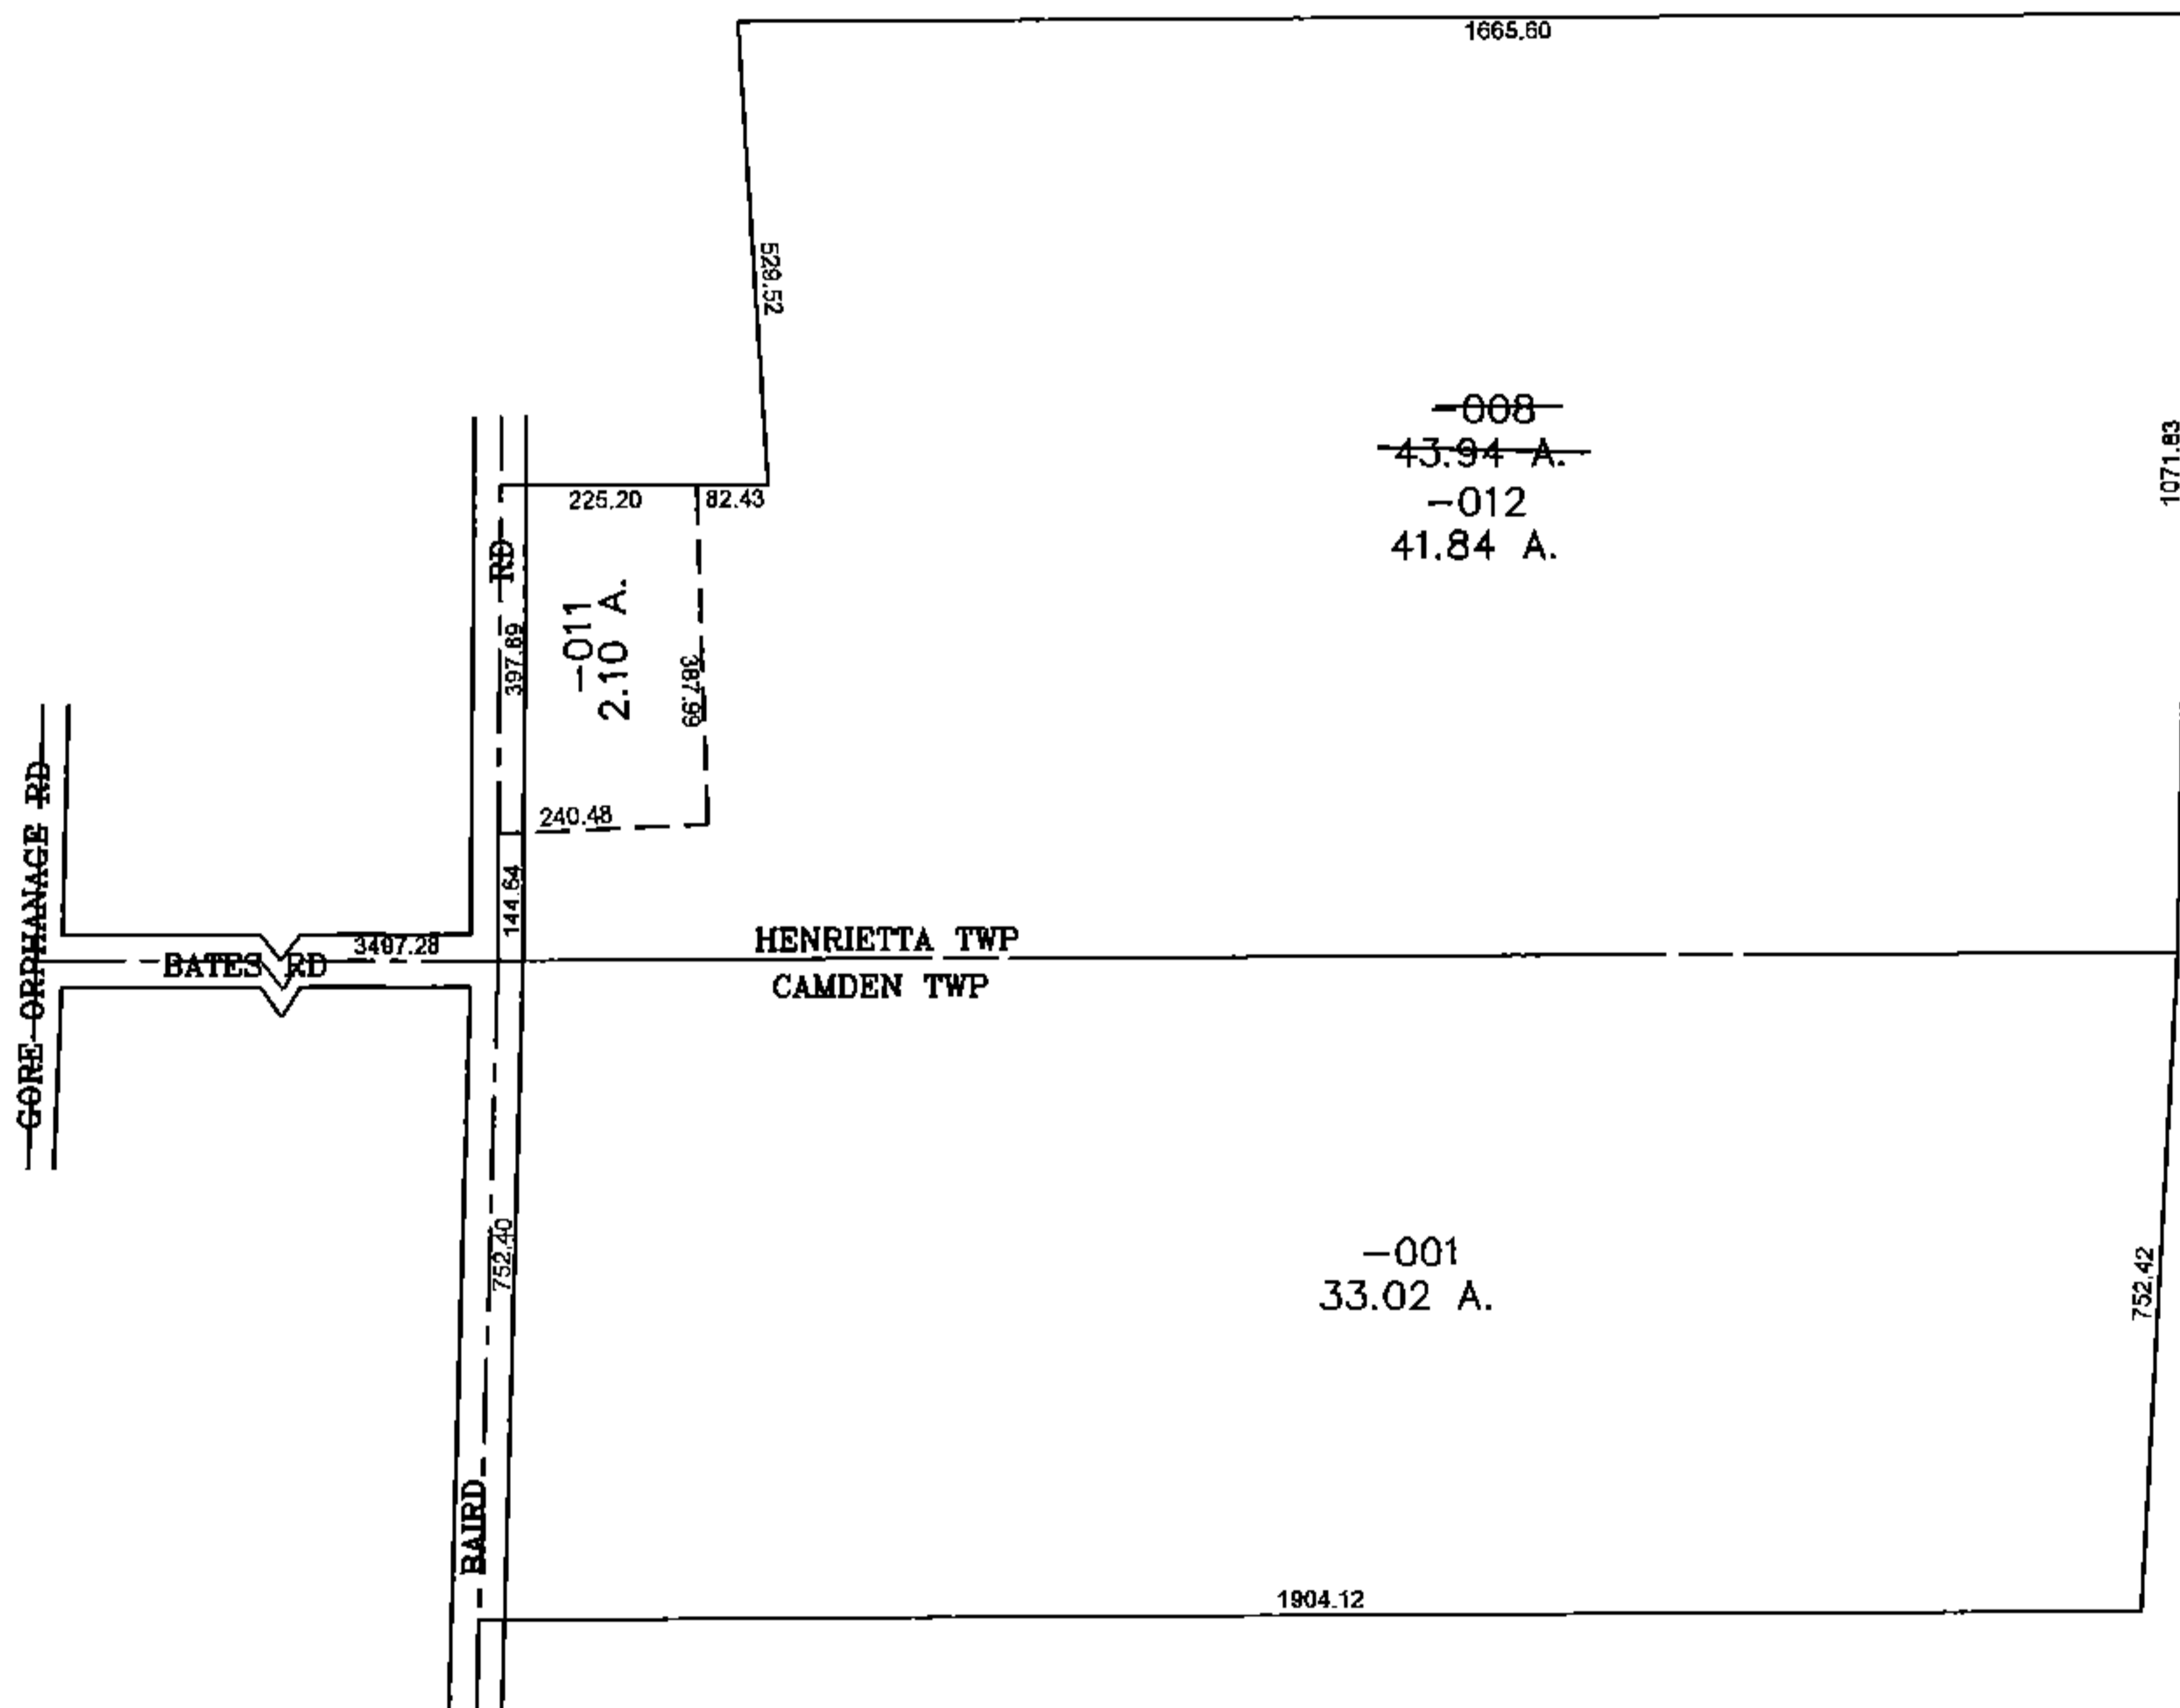 1665.60
529.52
-008
43.94 A.
-012
41.84 A.
1071.83
225.20
82.43
RD
397.89
-011
2.10 A.
387.99
240.48
144.64
GORE ORPHANAGE RD
3497.28
BATES RD
HENRIETTA TWP
CAMDEN TWP
752.40
-001
33.02 A.
752.42
BAIRD
1904.12